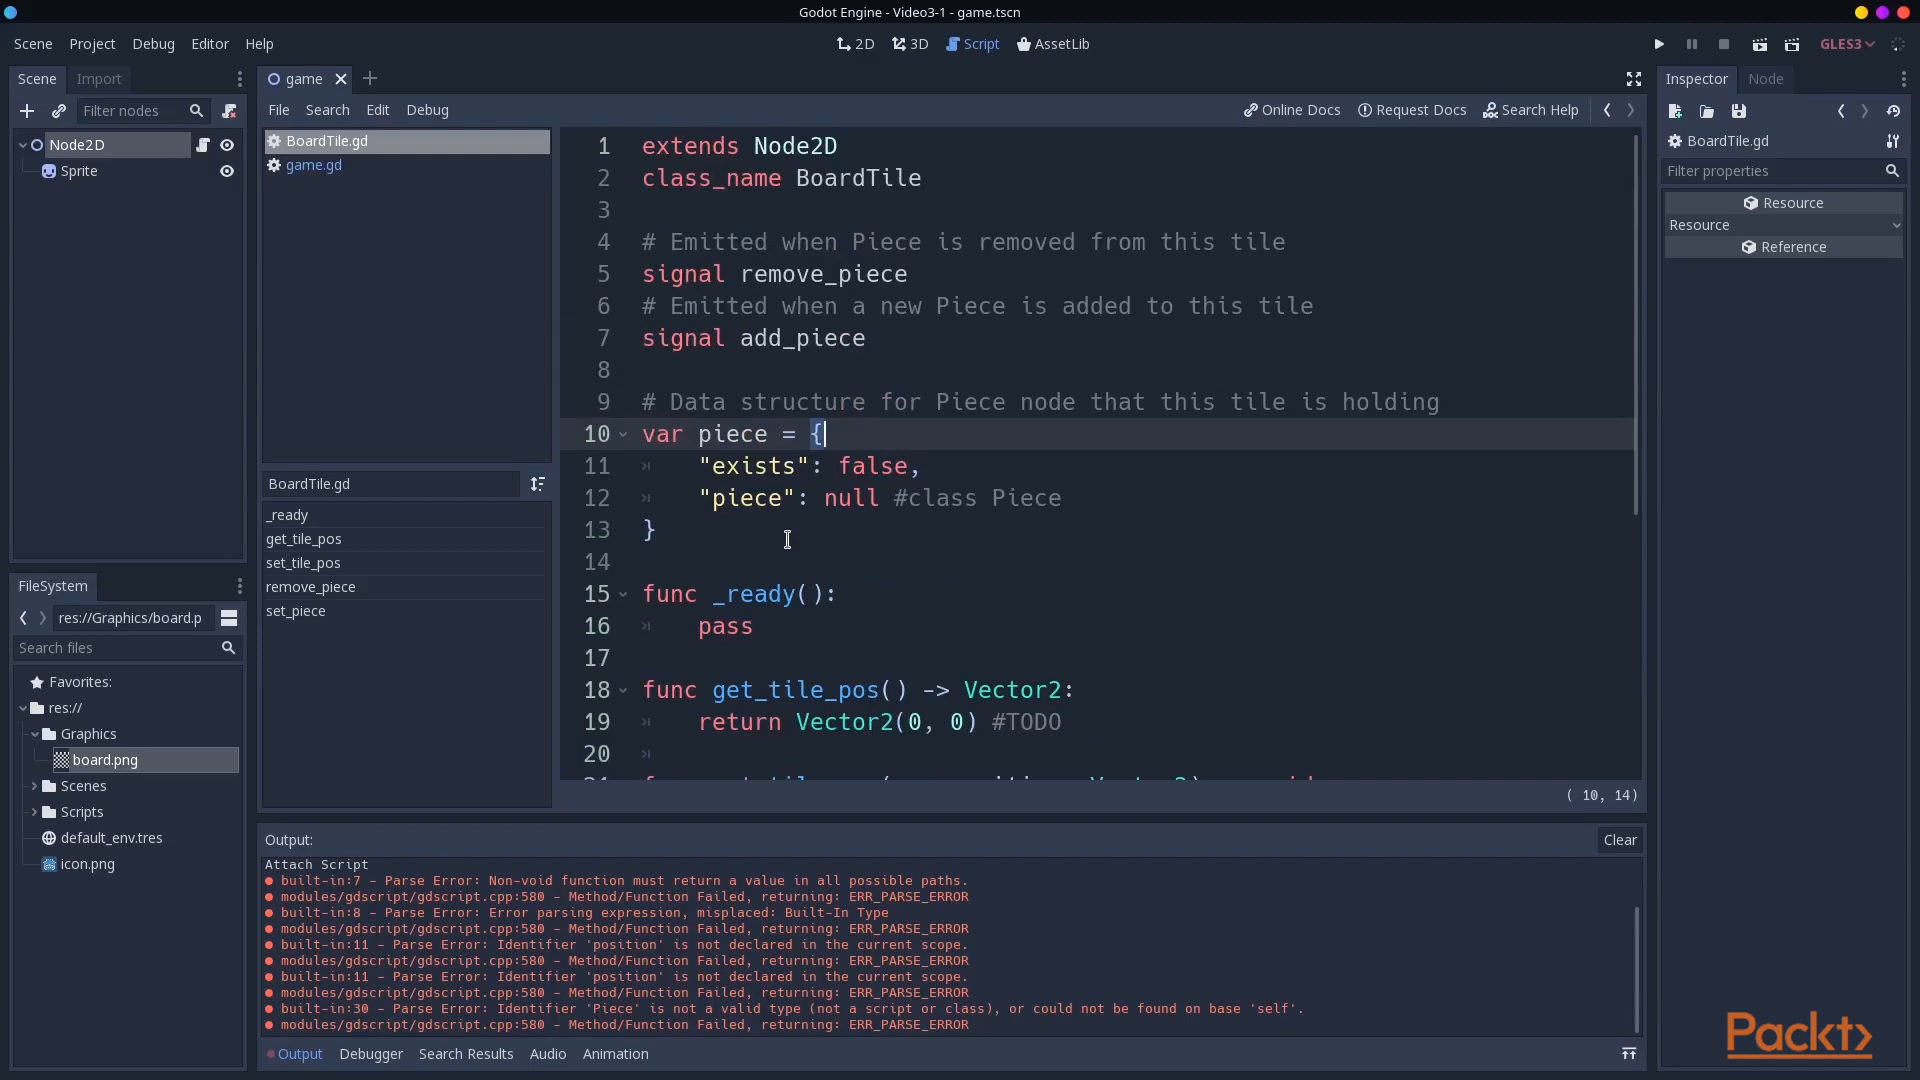 Godot Engine - Video3-1 - game.tscn
Scene Project Debug Editor Help
2D 3D Script AssetLib
GLES3
Scene Import
game
Inspector Node
Filter nodes
File Search Edit Debug
Online Docs Request Docs Search Help
Node2D
Sprite
BoardTile.gd
game.gd
BoardTile.gd
_ready
get_tile_pos
set_tile_pos
remove_piece
set_piece
1 extends Node2D
2 class_name BoardTile
3
4 # Emitted when Piece is removed from this tile
5 signal remove_piece
6 # Emitted when a new Piece is added to this tile
7 signal add_piece
8
9 # Data structure for Piece node that this tile is holding
10 var piece = {
11 "exists": false,
12 "piece": null #class Piece
13 }
14
15 func _ready():
16 pass
17
18 func get_tile_pos() -> Vector2:
19 return Vector2(0, 0) #TODO
20
( 10, 14)
BoardTile.gd
Filter properties
Resource
Resource
Reference
FileSystem
res://Graphics/board.p
Search files
Favorites:
res://
Graphics
board.png
Scenes
Scripts
default_env.tres
icon.png
Output:
Clear
Attach Script
built-in:7 - Parse Error: Non-void function must return a value in all possible paths.
modules/gdscript/gdscript.cpp:580 - Method/Function Failed, returning: ERR_PARSE_ERROR
built-in:8 - Parse Error: Error parsing expression, misplaced: Built-In Type
modules/gdscript/gdscript.cpp:580 - Method/Function Failed, returning: ERR_PARSE_ERROR
built-in:11 - Parse Error: Identifier 'position' is not declared in the current scope.
modules/gdscript/gdscript.cpp:580 - Method/Function Failed, returning: ERR_PARSE_ERROR
built-in:11 - Parse Error: Identifier 'position' is not declared in the current scope.
modules/gdscript/gdscript.cpp:580 - Method/Function Failed, returning: ERR_PARSE_ERROR
built-in:30 - Parse Error: Identifier 'Piece' is not a valid type (not a script or class), or could not be found on base 'self'.
modules/gdscript/gdscript.cpp:580 - Method/Function Failed, returning: ERR_PARSE_ERROR
Output Debugger Search Results Audio Animation
Packt>